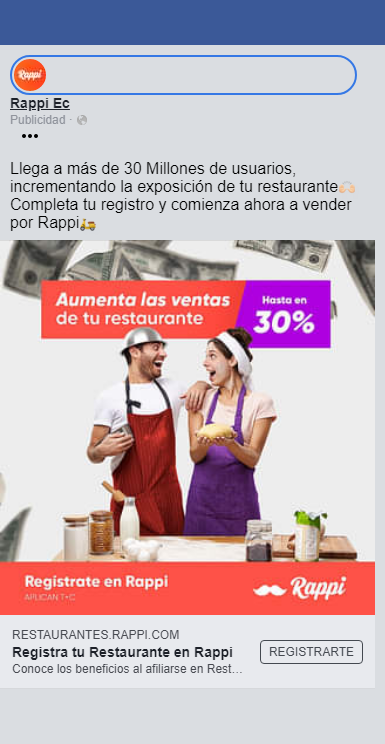 Rappi
Rappi Ec
Publicidad ·
Llega a más de 30 Millones de usuarios,
incrementando la exposición de tu restaurante
Completa tu registro y comienza ahora a vender
por Rappi
Aumenta las ventas
de tu restaurante
Hasta en
30%
Registrate en Rappi
APLICAN T+C
Rappi
RESTAURANTES.RAPPI.COM
Registra tu Restaurante en Rappi
Conoce los beneficios al afiliarse en Rest...
REGISTRARTE